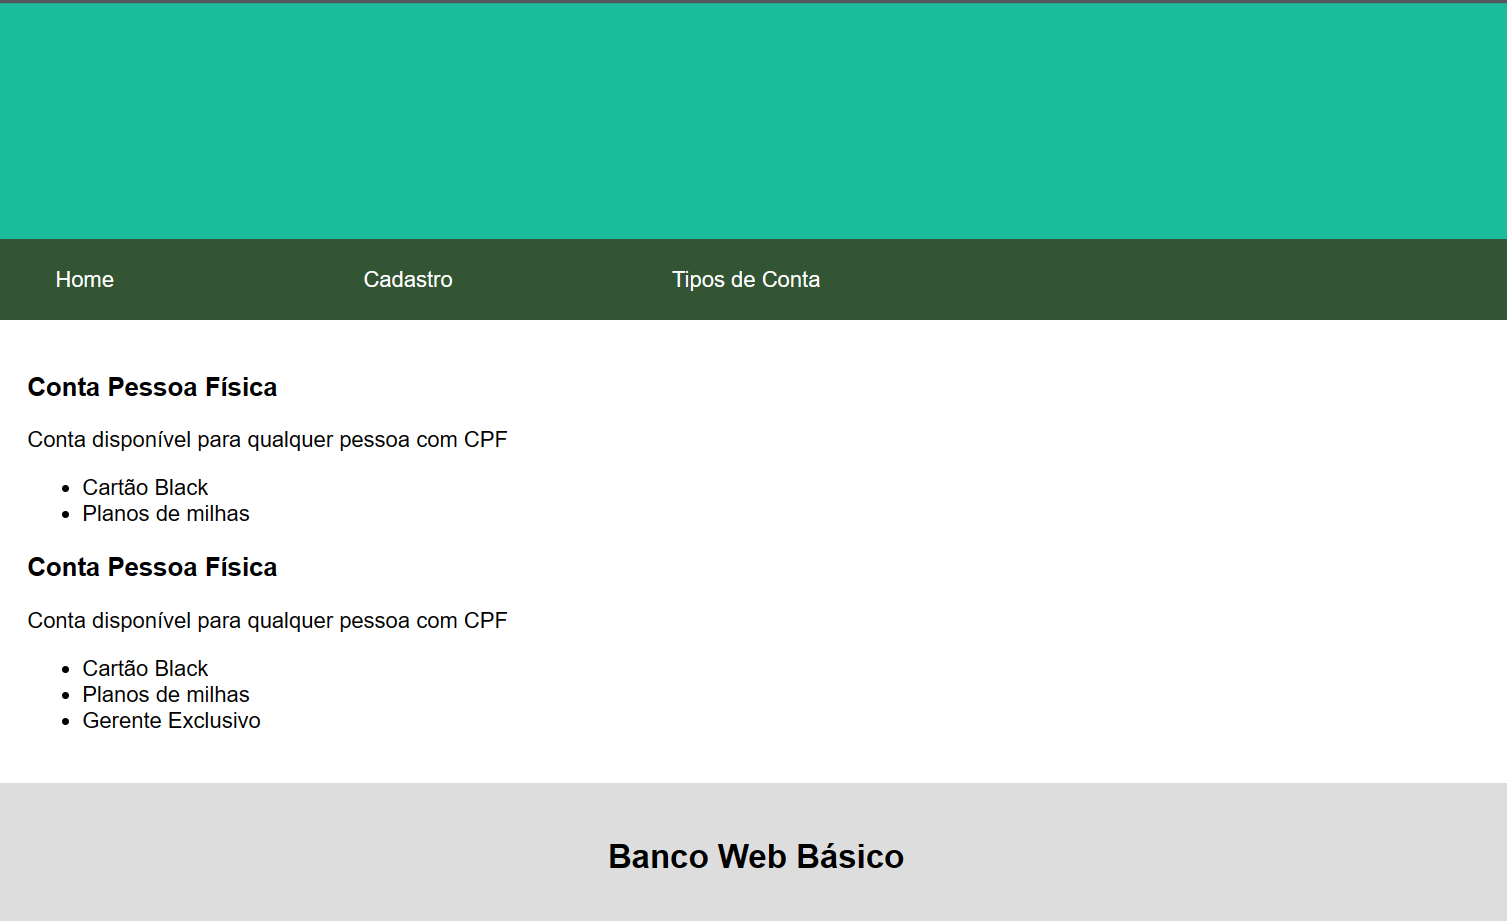 Home Cadastro Tipos de Conta
Conta Pessoa Física
Conta disponível para qualquer pessoa com CPF
Cartão Black
Planos de milhas
Conta Pessoa Física
Conta disponível para qualquer pessoa com CPF
Cartão Black
Planos de milhas
Gerente Exclusivo
Banco Web Básico